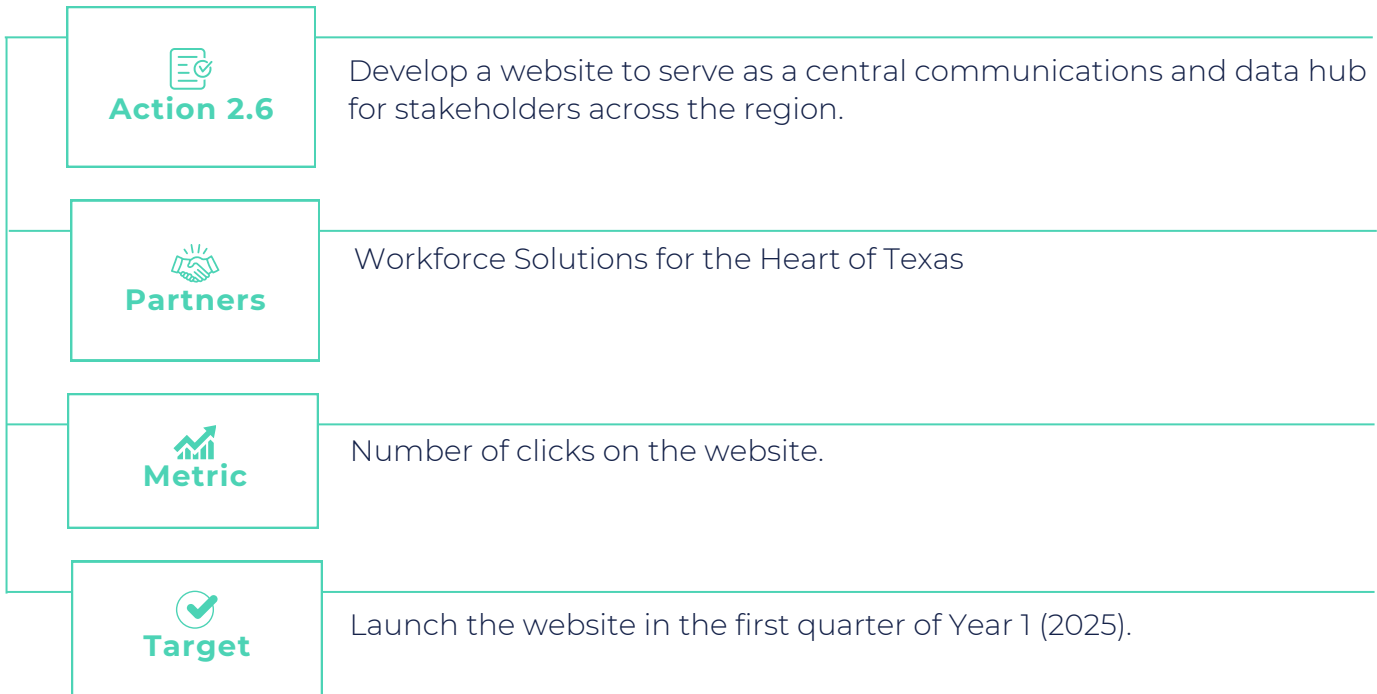 Action 2.6
Develop a website to serve as a central communications and data hub
for stakeholders across the region.
Partners
Workforce Solutions for the Heart of Texas
Metric
Number of clicks on the website.
Target
Launch the website in the first quarter of Year 1 (2025).